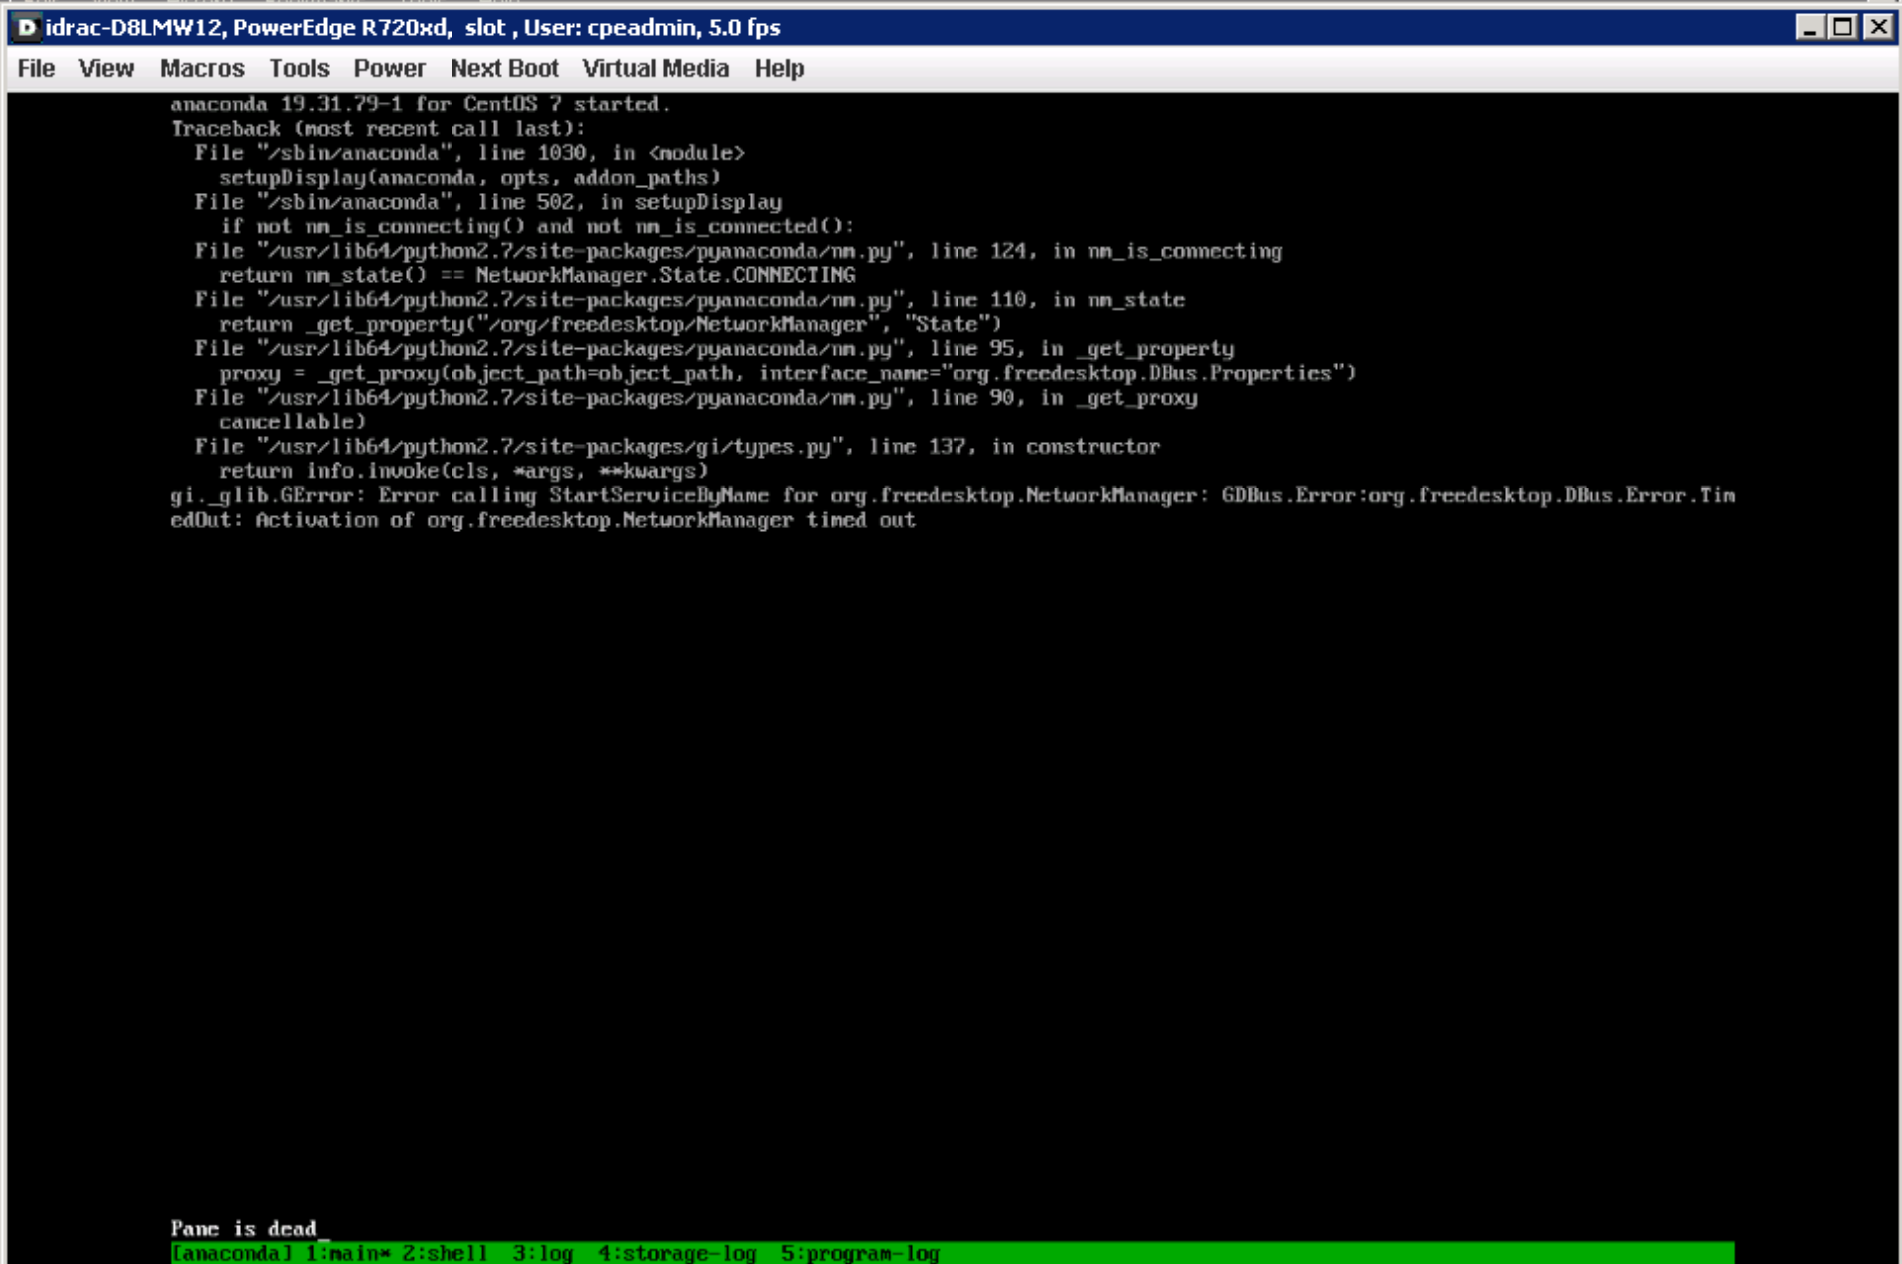 idrac-D8LMW12, PowerEdge R720xd, slot , User: cpeadmin, 5.0 fps
File View Macros Tools Power Next Boot Virtual Media Help
anaconda 19.31.79-1 for CentOS 7 started.
Traceback (most recent call last):
File "/sbin/anaconda", line 1030, in <module>
setupDisplay(anaconda, opts, addon_paths)
File "/sbin/anaconda", line 502, in setupDisplay
if not nm_is_connecting() and not nm_is_connected():
File "/usr/lib64/python2.7/site-packages/pyanaconda/nm.py", line 124, in nm_is_connecting
return nm_state() == NetworkManager.State.CONNECTING
File "/usr/lib64/python2.7/site-packages/pyanaconda/nm.py", line 110, in nm_state
return _get_property("/org/freedesktop/NetworkManager", "State")
File "/usr/lib64/python2.7/site-packages/pyanaconda/nm.py", line 95, in _get_property
proxy = _get_proxy(object_path=object_path, interface_name="org.freedesktop.DBus.Properties")
File "/usr/lib64/python2.7/site-packages/pyanaconda/nm.py", line 90, in _get_proxy
cancellable)
File "/usr/lib64/python2.7/site-packages/gi/types.py", line 137, in constructor
return info.invoke(cls, *args, **kwargs)
gi._glib.GError: Error calling StartServiceByName for org.freedesktop.NetworkManager: GDBus.Error:org.freedesktop.DBus.Error.Tim
edOut: Activation of org.freedesktop.NetworkManager timed out
Pane is dead_
[anaconda] 1:main* 2:shell 3:log 4:storage-log 5:program-log